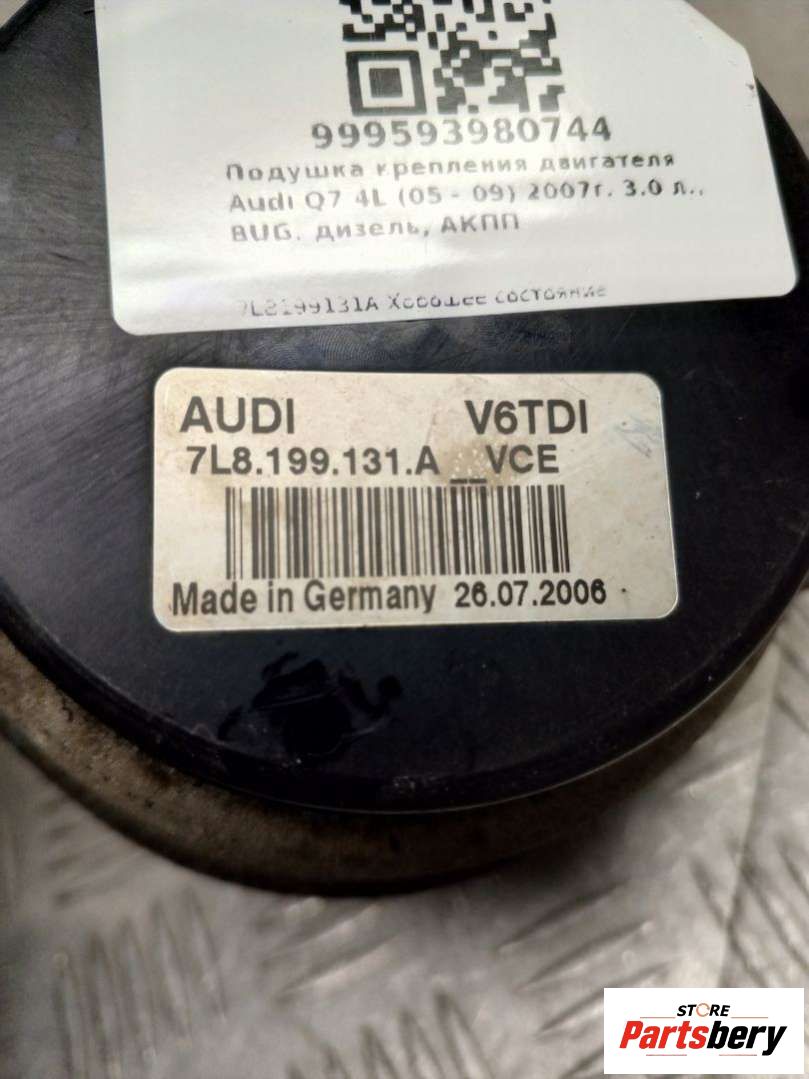 999593980744
Подушка крепления двигателя
Audi Q7 4L (05 - 09) 2007г. 3.0 л.,
BUG, дизель, АКПП
7L8199131A Хорошее состояние
AUDI V6TDI
7L8.199.131.A __VCE
Made in Germany 26.07.2006
STORE
Partsbery